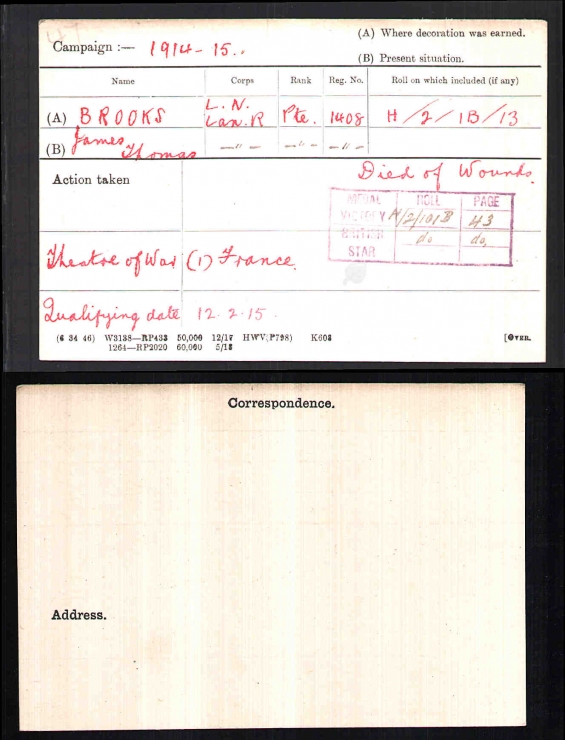 (A) Where decoration was earned.
Campaign :— 1914-15..
(B) Present situation.
Name Corps Rank Reg. No. Roll on which included (if any)
(A) BROOKS L. N. Lan. R Pte. 1408 H/2/1B/13
(B) James Thomas —"— —"— —"—
Action taken Died of Wounds.
MEDAL ROLL PAGE
VICTORY H/2/101B 43
BRITISH do do.
STAR
Theatre of War (1) France.
Qualifying date 12.2.15.
(6 34 46) W3138—RP433 50,000 12/17 HWV(P798) K608 [OVER.
1264—RP2020 60,000 5/18
Correspondence.
Address.